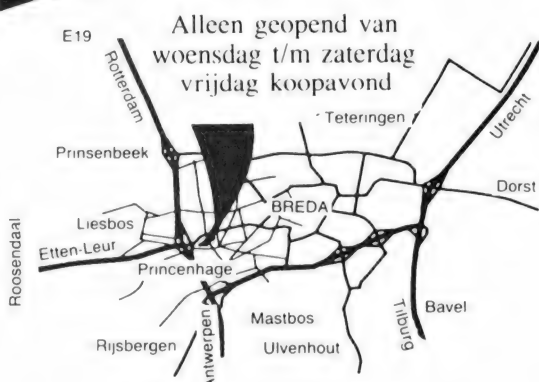 Alleen geopend van
woensdag t/m zaterdag
vrijdag koopavond
E19
Rotterdam
Teteringen
Utrecht
Prinsenbeek
Dorst
BREDA
Liesbos
Etten-Leur
Roosendaal
Princenhage
Bavel
Mastbos
Tilburg
Rijsbergen
Antwerpen
Ulvenhout